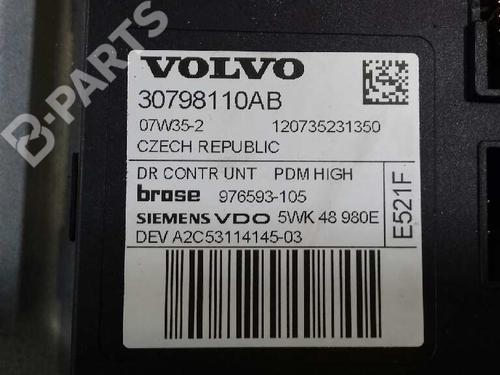 VOLVO
30798110AB
07W35-2 120735231350
CZECH REPUBLIC
DR CONTR UNT PDM HIGH
brose 976593-105
SIEMENS VDO 5WK 48 980E
DEV A2C53114145-03
E521F
B-PARTS